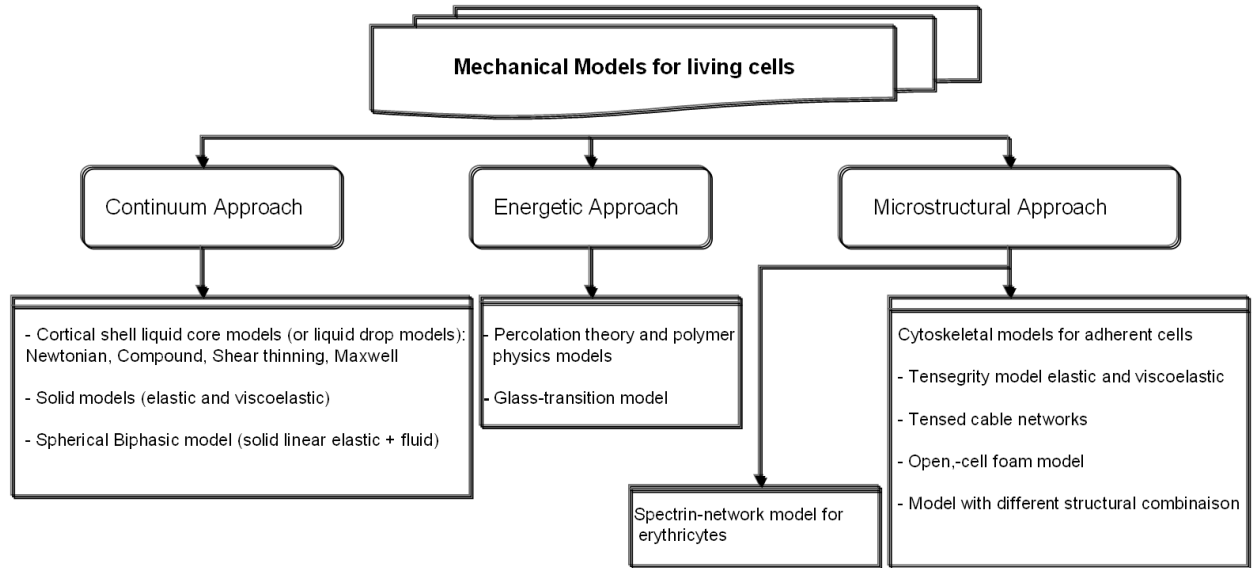 Mechanical Models for living cells
Continuum Approach
Energetic Approach
Microstructural Approach
- Cortical shell liquid core models (or liquid drop models):
Newtonian, Compound, Shear thinning, Maxwell
- Solid models (elastic and viscoelastic)
- Spherical Biphasic model (solid linear elastic + fluid)
- Percolation theory and polymer
physics models
- Glass-transition model
Spectrin-network model for
erythricytes
Cytoskeletal models for adherent cells
- Tensegrity model elastic and viscoelastic
- Tensed cable networks
- Open,-cell foam model
- Model with different structural combinaison